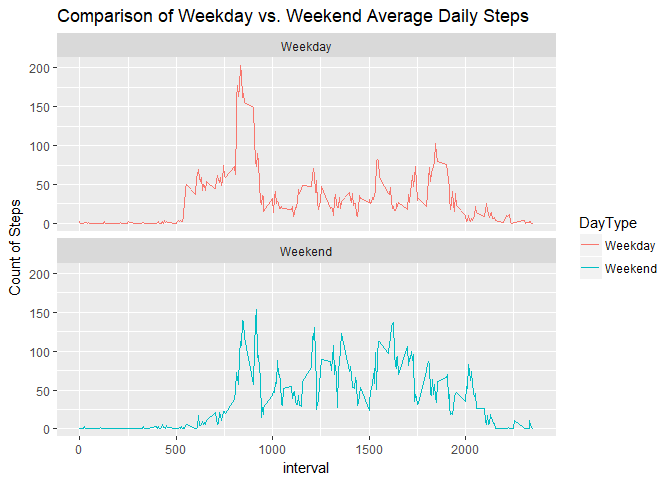 Comparison of Weekday vs. Weekend Average Daily Steps
Weekday
200
150
100
50
0
Weekend
200
150
100
50
0
Count of Steps
0 500 1000 1500 2000
interval
DayType
Weekday
Weekend